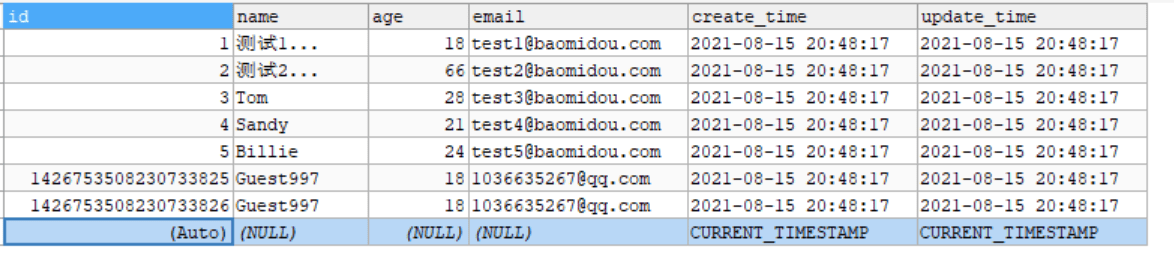 id name age email create_time update_time
1 测试1... 18 test1@baomidou.com 2021-08-15 20:48:17 2021-08-15 20:48:17
2 测试2... 66 test2@baomidou.com 2021-08-15 20:48:17 2021-08-15 20:48:17
3 Tom 28 test3@baomidou.com 2021-08-15 20:48:17 2021-08-15 20:48:17
4 Sandy 21 test4@baomidou.com 2021-08-15 20:48:17 2021-08-15 20:48:17
5 Billie 24 test5@baomidou.com 2021-08-15 20:48:17 2021-08-15 20:48:17
1426753508230733825 Guest997 18 1036635267@qq.com 2021-08-15 20:48:17 2021-08-15 20:48:17
1426753508230733826 Guest997 18 1036635267@qq.com 2021-08-15 20:48:17 2021-08-15 20:48:17
(Auto) (NULL) (NULL) (NULL) CURRENT_TIMESTAMP CURRENT_TIMESTAMP